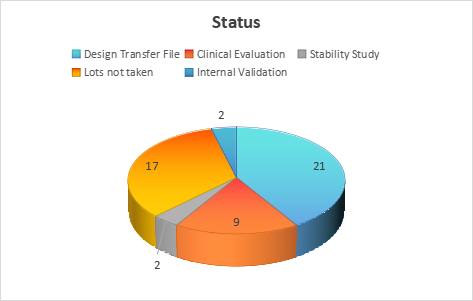 Status
Design Transfer File Clinical Evaluation Stability Study
Lots not taken Internal Validation
2
17 21
9
2